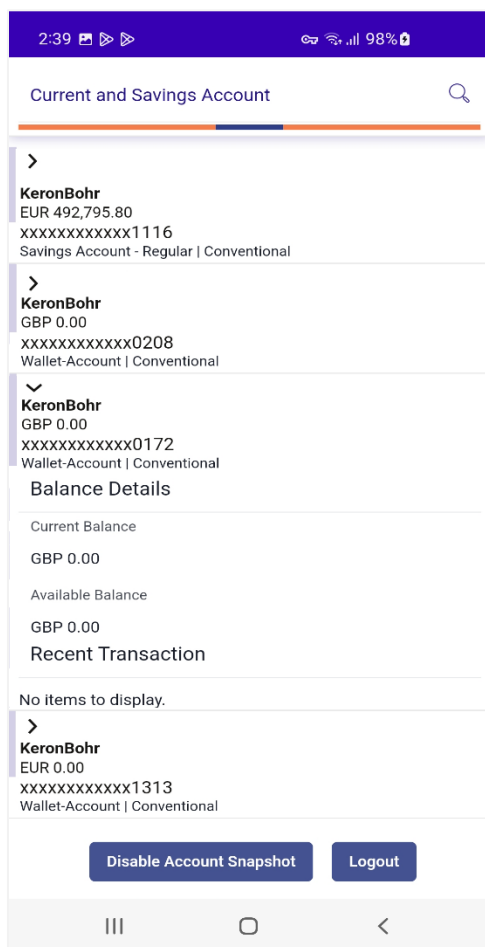 2:39 98%
Current and Savings Account
KeronBohr
EUR 492,795.80
xxxxxxxxxxxx1116
Savings Account - Regular | Conventional
KeronBohr
GBP 0.00
xxxxxxxxxxxx0208
Wallet-Account | Conventional
KeronBohr
GBP 0.00
xxxxxxxxxxxx0172
Wallet-Account | Conventional
Balance Details
Current Balance
GBP 0.00
Available Balance
GBP 0.00
Recent Transaction
No items to display.
KeronBohr
EUR 0.00
xxxxxxxxxxxx1313
Wallet-Account | Conventional
Disable Account Snapshot Logout